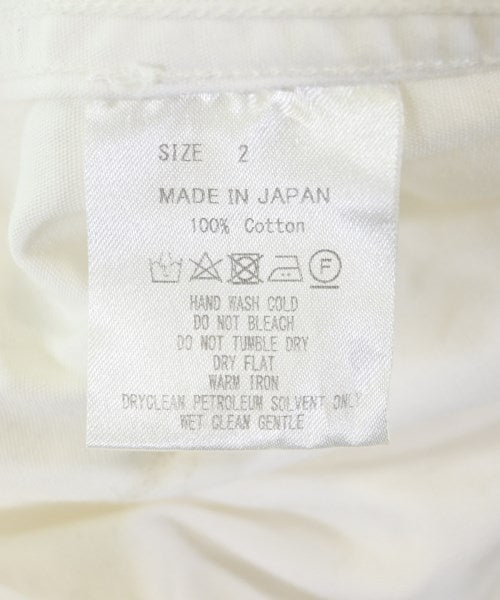 SIZE 2
MADE IN JAPAN
100% Cotton
F
HAND WASH COLD
DO NOT BLEACH
DO NOT TUMBLE DRY
DRY FLAT
WARM IRON
DRYCLEAN PETROLEUM SOLVENT ONLY
WET CLEAN GENTLE